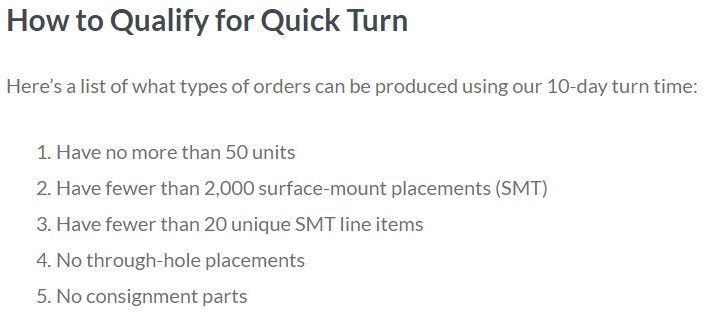 How to Qualify for Quick Turn
Here’s a list of what types of orders can be produced using our 10-day turn time:
1. Have no more than 50 units
2. Have fewer than 2,000 surface-mount placements (SMT)
3. Have fewer than 20 unique SMT line items
4. No through-hole placements
5. No consignment parts